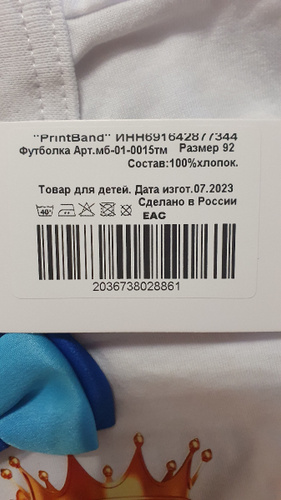 "PrintBand" ИНН691642877344
Футболка Арт.мб-01-0015тм Размер 92
Состав:100%хлопок.
Товар для детей. Дата изгот.07.2023
40° Сделано в России
EAC
2036738028861